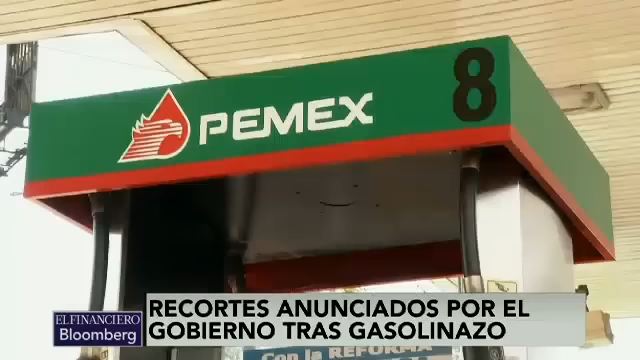 PEMEX
8
RECORTES ANUNCIADOS POR EL
GOBIERNO TRAS GASOLINAZO
EL FINANCIERO
Bloomberg
Con la REFORMA